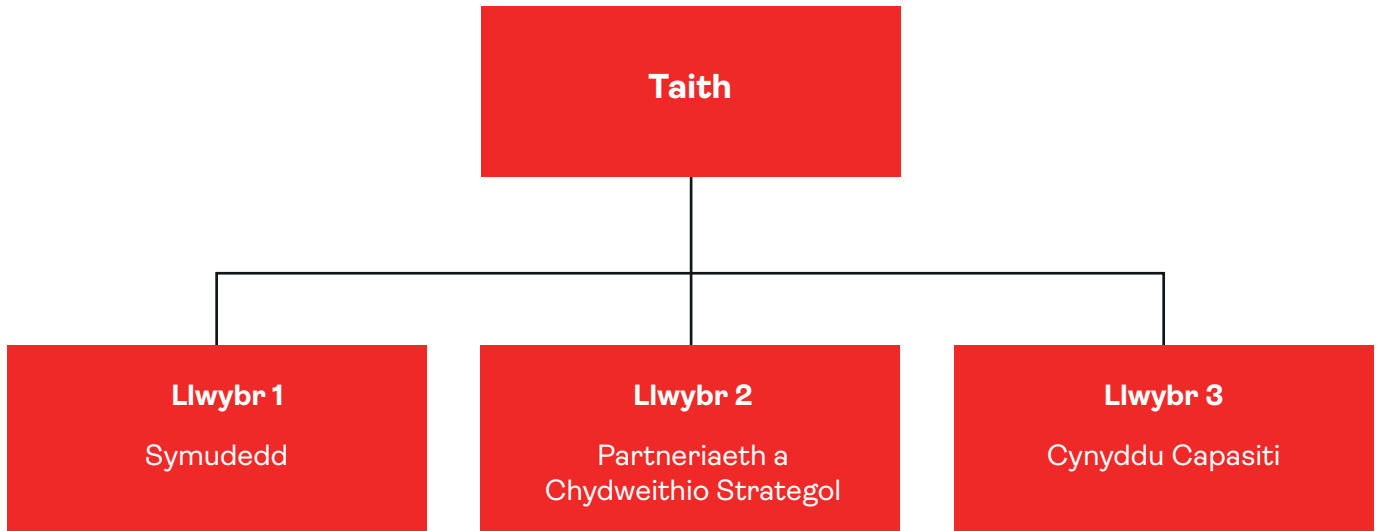 Taith
Llwybr 1
Symudedd
Llwybr 2
Partneriaeth a
Chydweithio Strategol
Llwybr 3
Cynyddu Capasiti